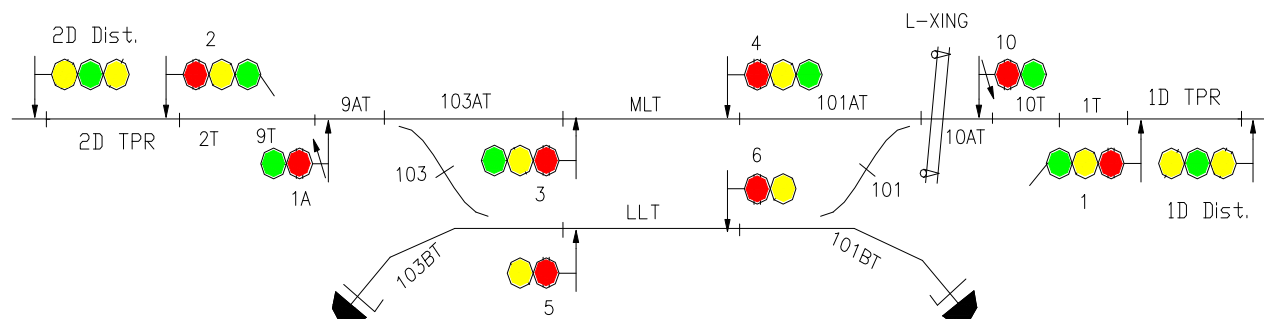 L-XING
2D Dist.
2
4
10
9AT
103AT
MLT
101AT
10T
1T
1D TPR
2D TPR
2T
9T
10AT
103
3
6
101
1A
1
1D Dist.
LLT
103BT
101BT
5